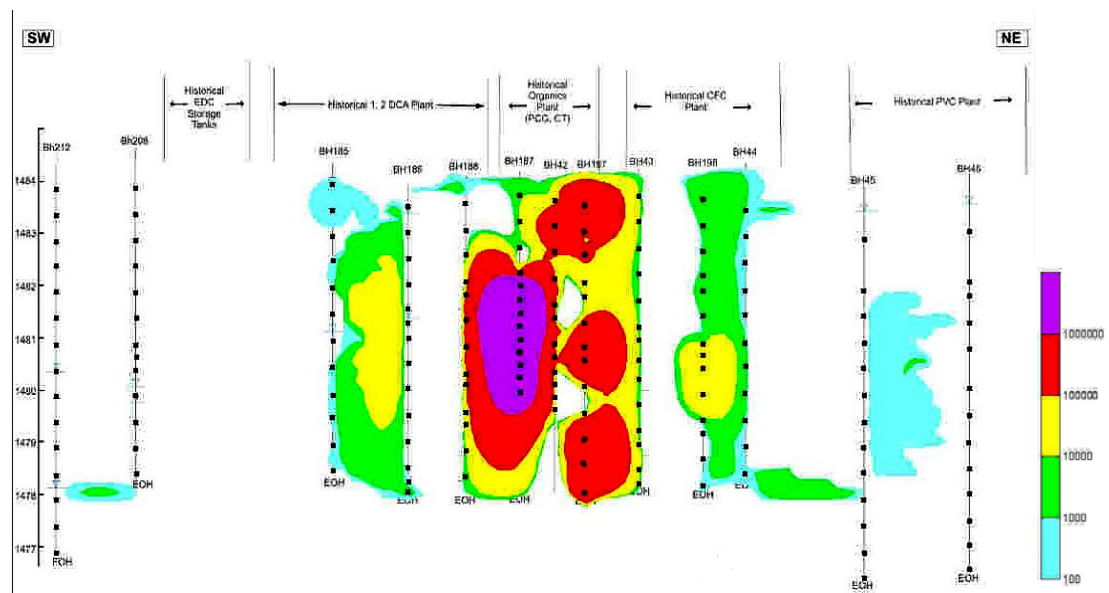 SW
NE
Historical
EDC
Storage
Tanks
Historical 1, 2 DCA Plant
Historical
Organics
Plant
(PCG, CT)
Historical CFC
Plant
Historical PVC Plant
Bh212
Bh208
BH185
BH186
BH188
BH187
BH42
BH197
BH43
BH198
BH44
BH45
BH46
1484
1483
1482
1481
1480
1479
1478
1477
EOH
EOH
EOH
EOH
EOH
EOH
EOH
EOH
EOH
EOH
1000000
100000
10000
1000
100